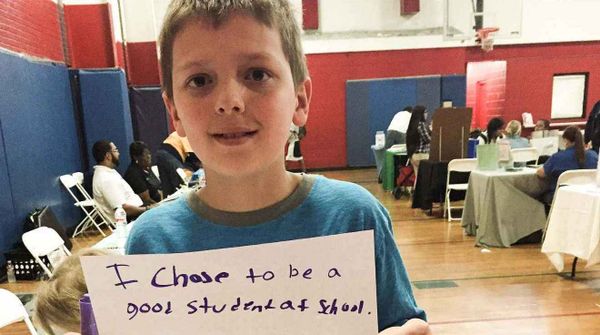 I Chose to be a
good student at School.